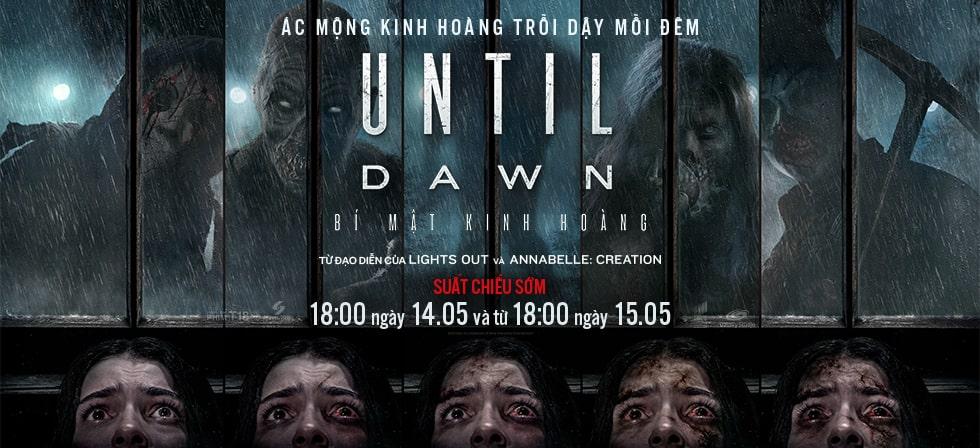 ÁC MỘNG KINH HOÀNG TRỖI DẬY MỖI ĐÊM
UNTIL
DAWN
BÍ MẬT KINH HOÀNG
TỪ ĐẠO DIỄN CỦA LIGHTS OUT VÀ ANNABELLE: CREATION
SUẤT CHIẾU SỚM
18:00 ngày 14.05 và từ 18:00 ngày 15.05